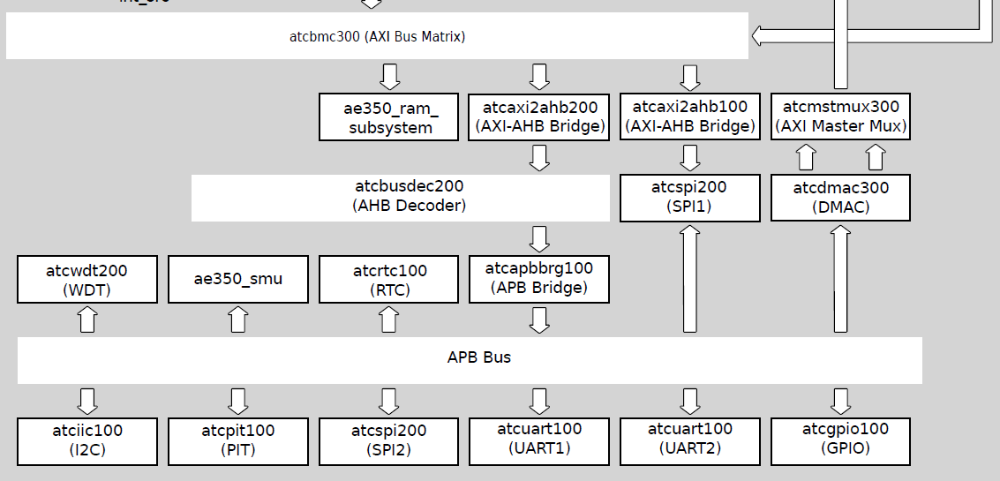 int_src
atcbmc300 (AXI Bus Matrix)
ae350_ram_
subsystem
atcaxi2ahb200
(AXI-AHB Bridge)
atcaxi2ahb100
(AXI-AHB Bridge)
atcmstmux300
(AXI Master Mux)
atcbusdec200
(AHB Decoder)
atcspi200
(SPI1)
atcdmac300
(DMAC)
atcwdt200
(WDT)
ae350_smu
atcrtc100
(RTC)
atcapbbrg100
(APB Bridge)
APB Bus
atciic100
(I2C)
atcpit100
(PIT)
atcspi200
(SPI2)
atcuart100
(UART1)
atcuart100
(UART2)
atcgpio100
(GPIO)